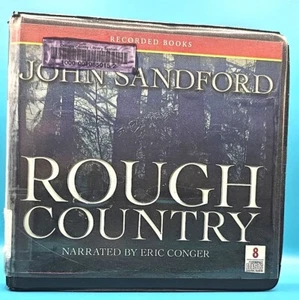 RECORDED BOOKS
JOHN SANDFORD
ROUGH
COUNTRY
NARRATED BY ERIC CONGER
8